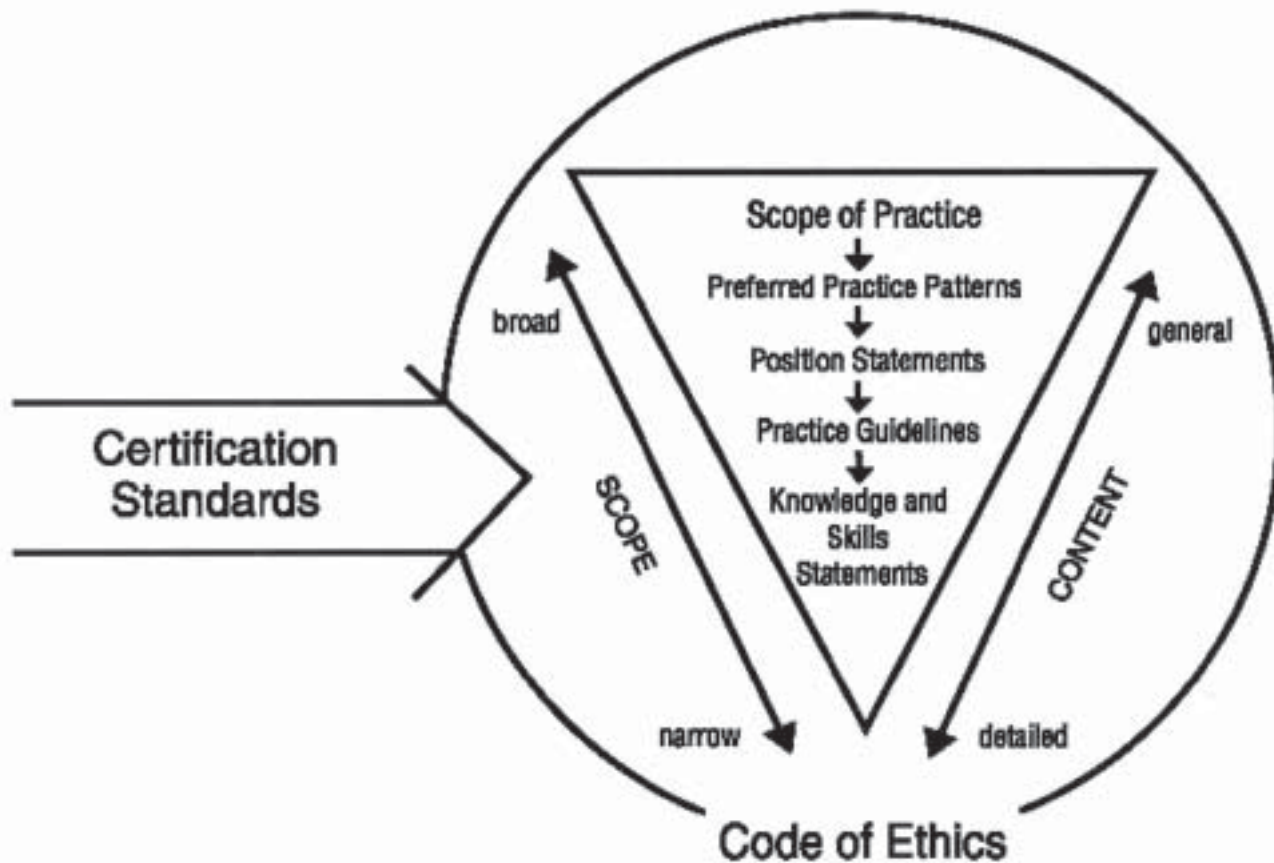 Scope of Practice
Preferred Practice Patterns
broad
general
Position Statements
Practice Guidelines
Certification
Standards
SCOPE
Knowledge and
Skills
Statements
CONTENT
narrow
detailed
Code of Ethics